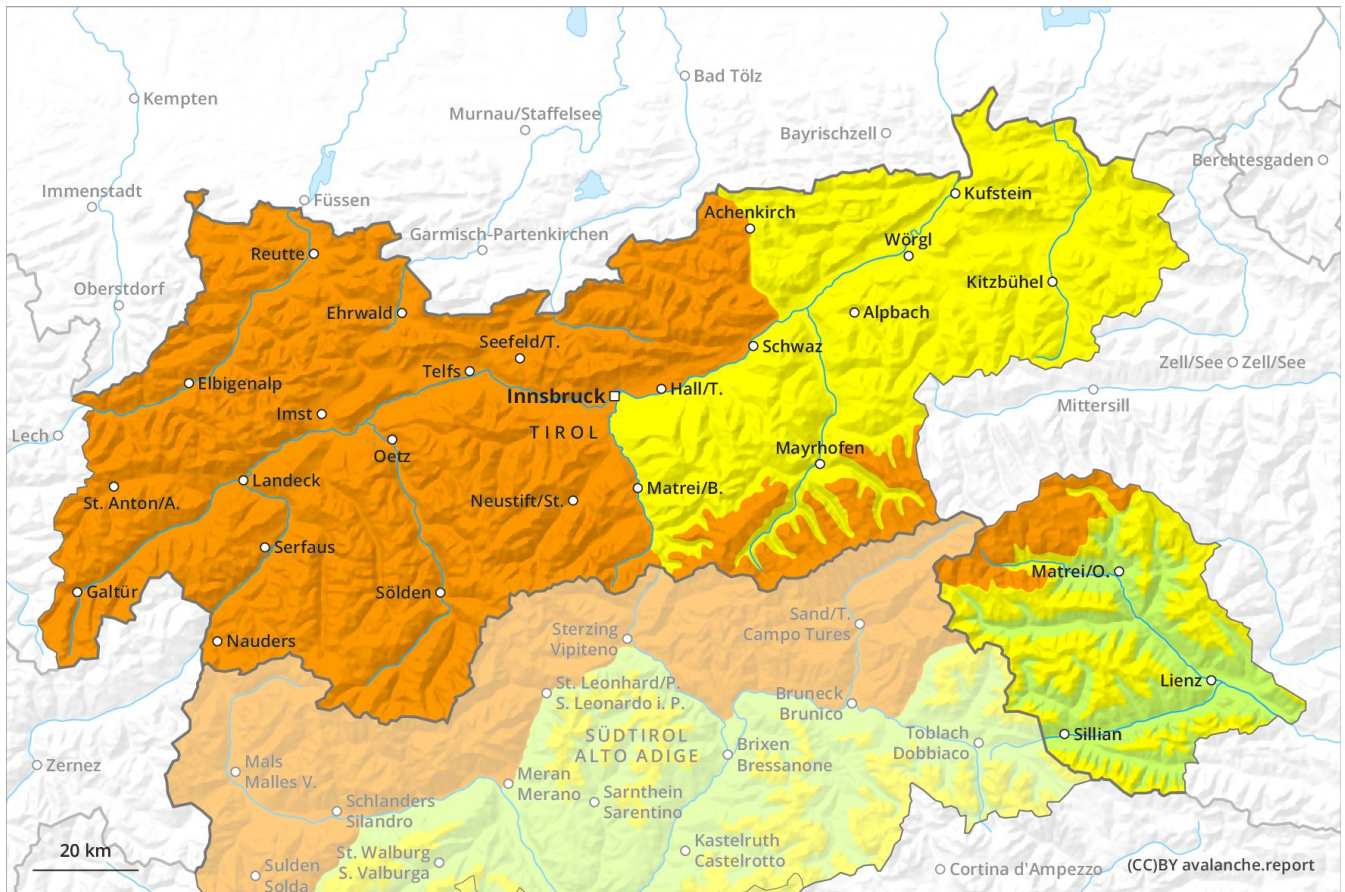 Kempten
Bad Tölz
Murnau/Staffelsee
Bayrischzell
Berchtesgaden
Immenstadt
Füssen
Kufstein
Achenkirch
Garmisch-Partenkirchen
Wörgl
Reutte
Oberstdorf
Kitzbühel
Ehrwald
Alpbach
Seefeld/T.
Schwaz
Zell/See
Zell/See
Telfs
Elbigenalp
Hall/T.
Innsbruck
Mittersill
Imst
TIROL
Lech
Oetz
Mayrhofen
Landeck
Matrei/B.
St. Anton/A.
Neustift/St.
Serfaus
Matrei/O.
Galtür
Sölden
Sand/T.
Campo Tures
Sterzing
Vipiteno
Nauders
Lienz
St. Leonhard/P.
S. Leonardo i. P.
Bruneck
Brunico
SÜDTIROL
ALTO ADIGE
Toblach
Dobbiaco
Sillian
Brixen
Bressanone
Zernez
Mals
Malles V.
Meran
Merano
Sarnthein
Sarentino
Schlanders
Silandro
Kastelruth
Castelrotto
20 km
St. Walburg
S. Valburga
Sulden
Solda
Cortina d'Ampezzo
(CC)BY avalanche.report